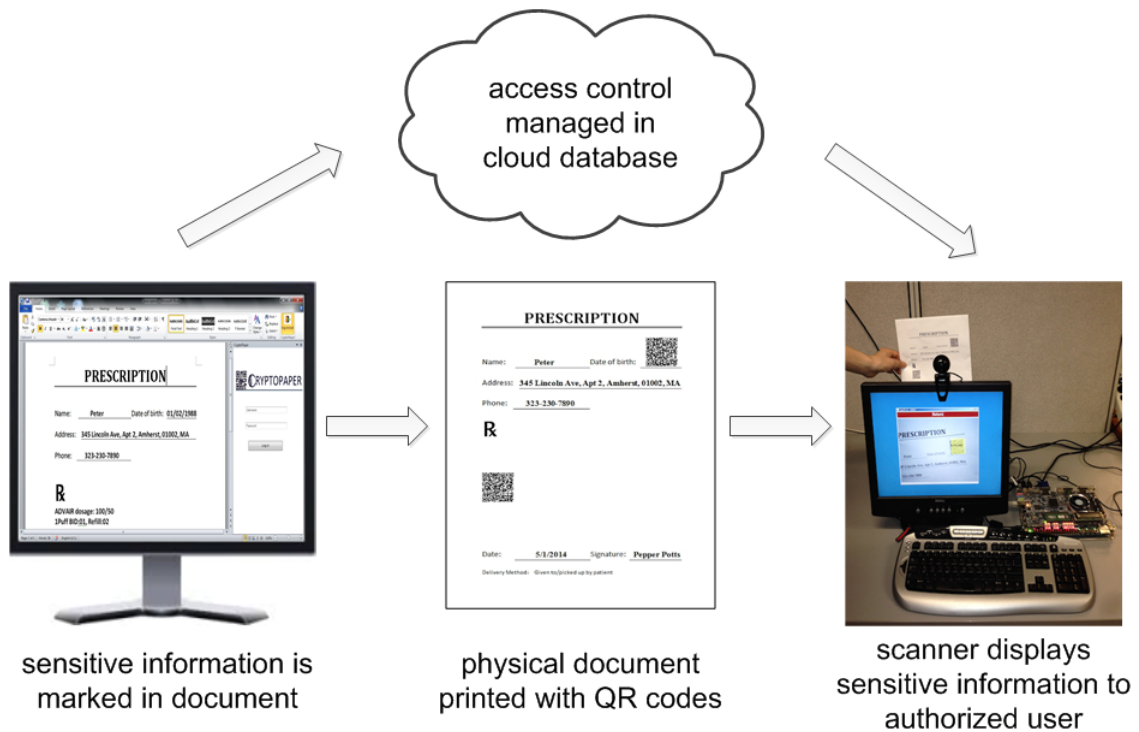 access control
managed in
cloud database
PRESCRIPTION
Name: Peter Date of birth: 01/02/1988
Address: 345 Lincoln Ave, Apt 2, Amherst, 01002, MA
Phone: 323-230-7890
℞
ADVAIR dosage: 100/50
1Puff BID:01, Refill:02
CRYPTOPAPER
Log in
PRESCRIPTION
Name: Peter Date of birth:
Address: 345 Lincoln Ave, Apt 2, Amherst, 01002, MA
Phone: 323-230-7890
℞
Date: 5/1/2014 Signature: Pepper Potts
Delivery Method: Given to/picked up by patient
PRESCRIPTION
PRESCRIPTION
sensitive information is
marked in document
physical document
printed with QR codes
scanner displays
sensitive information to
authorized user